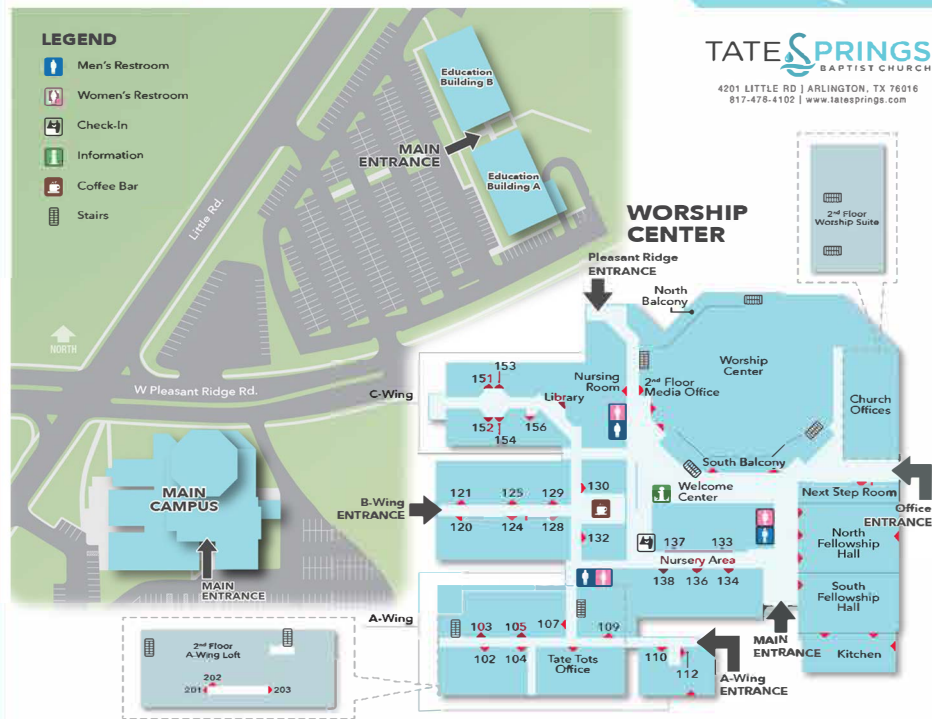 LEGEND
Men's Restroom
Women's Restroom
Check-In
Information
Coffee Bar
Stairs
NORTH
Little Rd.
W Pleasant Ridge Rd.
Education
Building B
MAIN
ENTRANCE
Education
Building A
MAIN
CAMPUS
MAIN
ENTRANCE
TATE SPRINGS
BAPTIST CHURCH
4201 LITTLE RD | ARLINGTON, TX 76016
817-478-4102 | www.tatesprings.com
2nd Floor
Worship Suite
WORSHIP
CENTER
Pleasant Ridge
ENTRANCE
North
Balcony
Worship
Center
Church
Offices
Nursing
Room
2nd Floor
Media Office
South Balcony
Welcome
Center
Next Step Room
Office
ENTRANCE
North
Fellowship
Hall
South
Fellowship
Hall
Kitchen
C-Wing
153
151
Library
152
156
154
B-Wing
ENTRANCE
121
125
129
130
120
124
128
132
137
133
Nursery Area
138
136
134
A-Wing
103
105
107
109
102
104
Tate Tots
Office
110
112
MAIN
ENTRANCE
A-Wing
ENTRANCE
2nd Floor
A-Wing Loft
202
201
203